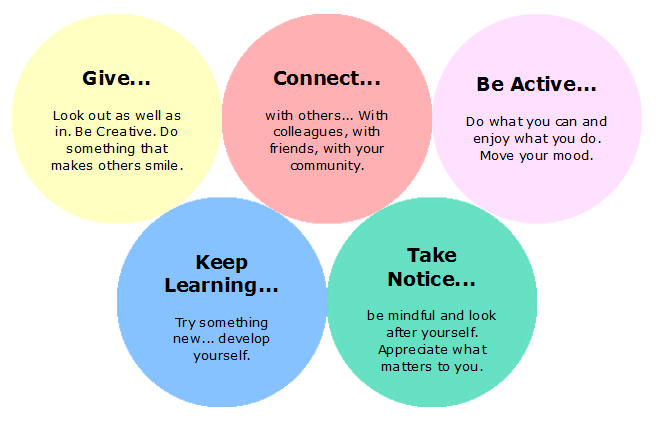 Give...
Look out as well as
in. Be Creative. Do
something that
makes others smile.
Connect...
with others... With
colleagues, with
friends, with your
community.
Be Active...
Do what you can and
enjoy what you do.
Move your mood.
Keep
Learning...
Try something
new... develop
yourself.
Take
Notice...
be mindful and look
after yourself.
Appreciate what
matters to you.